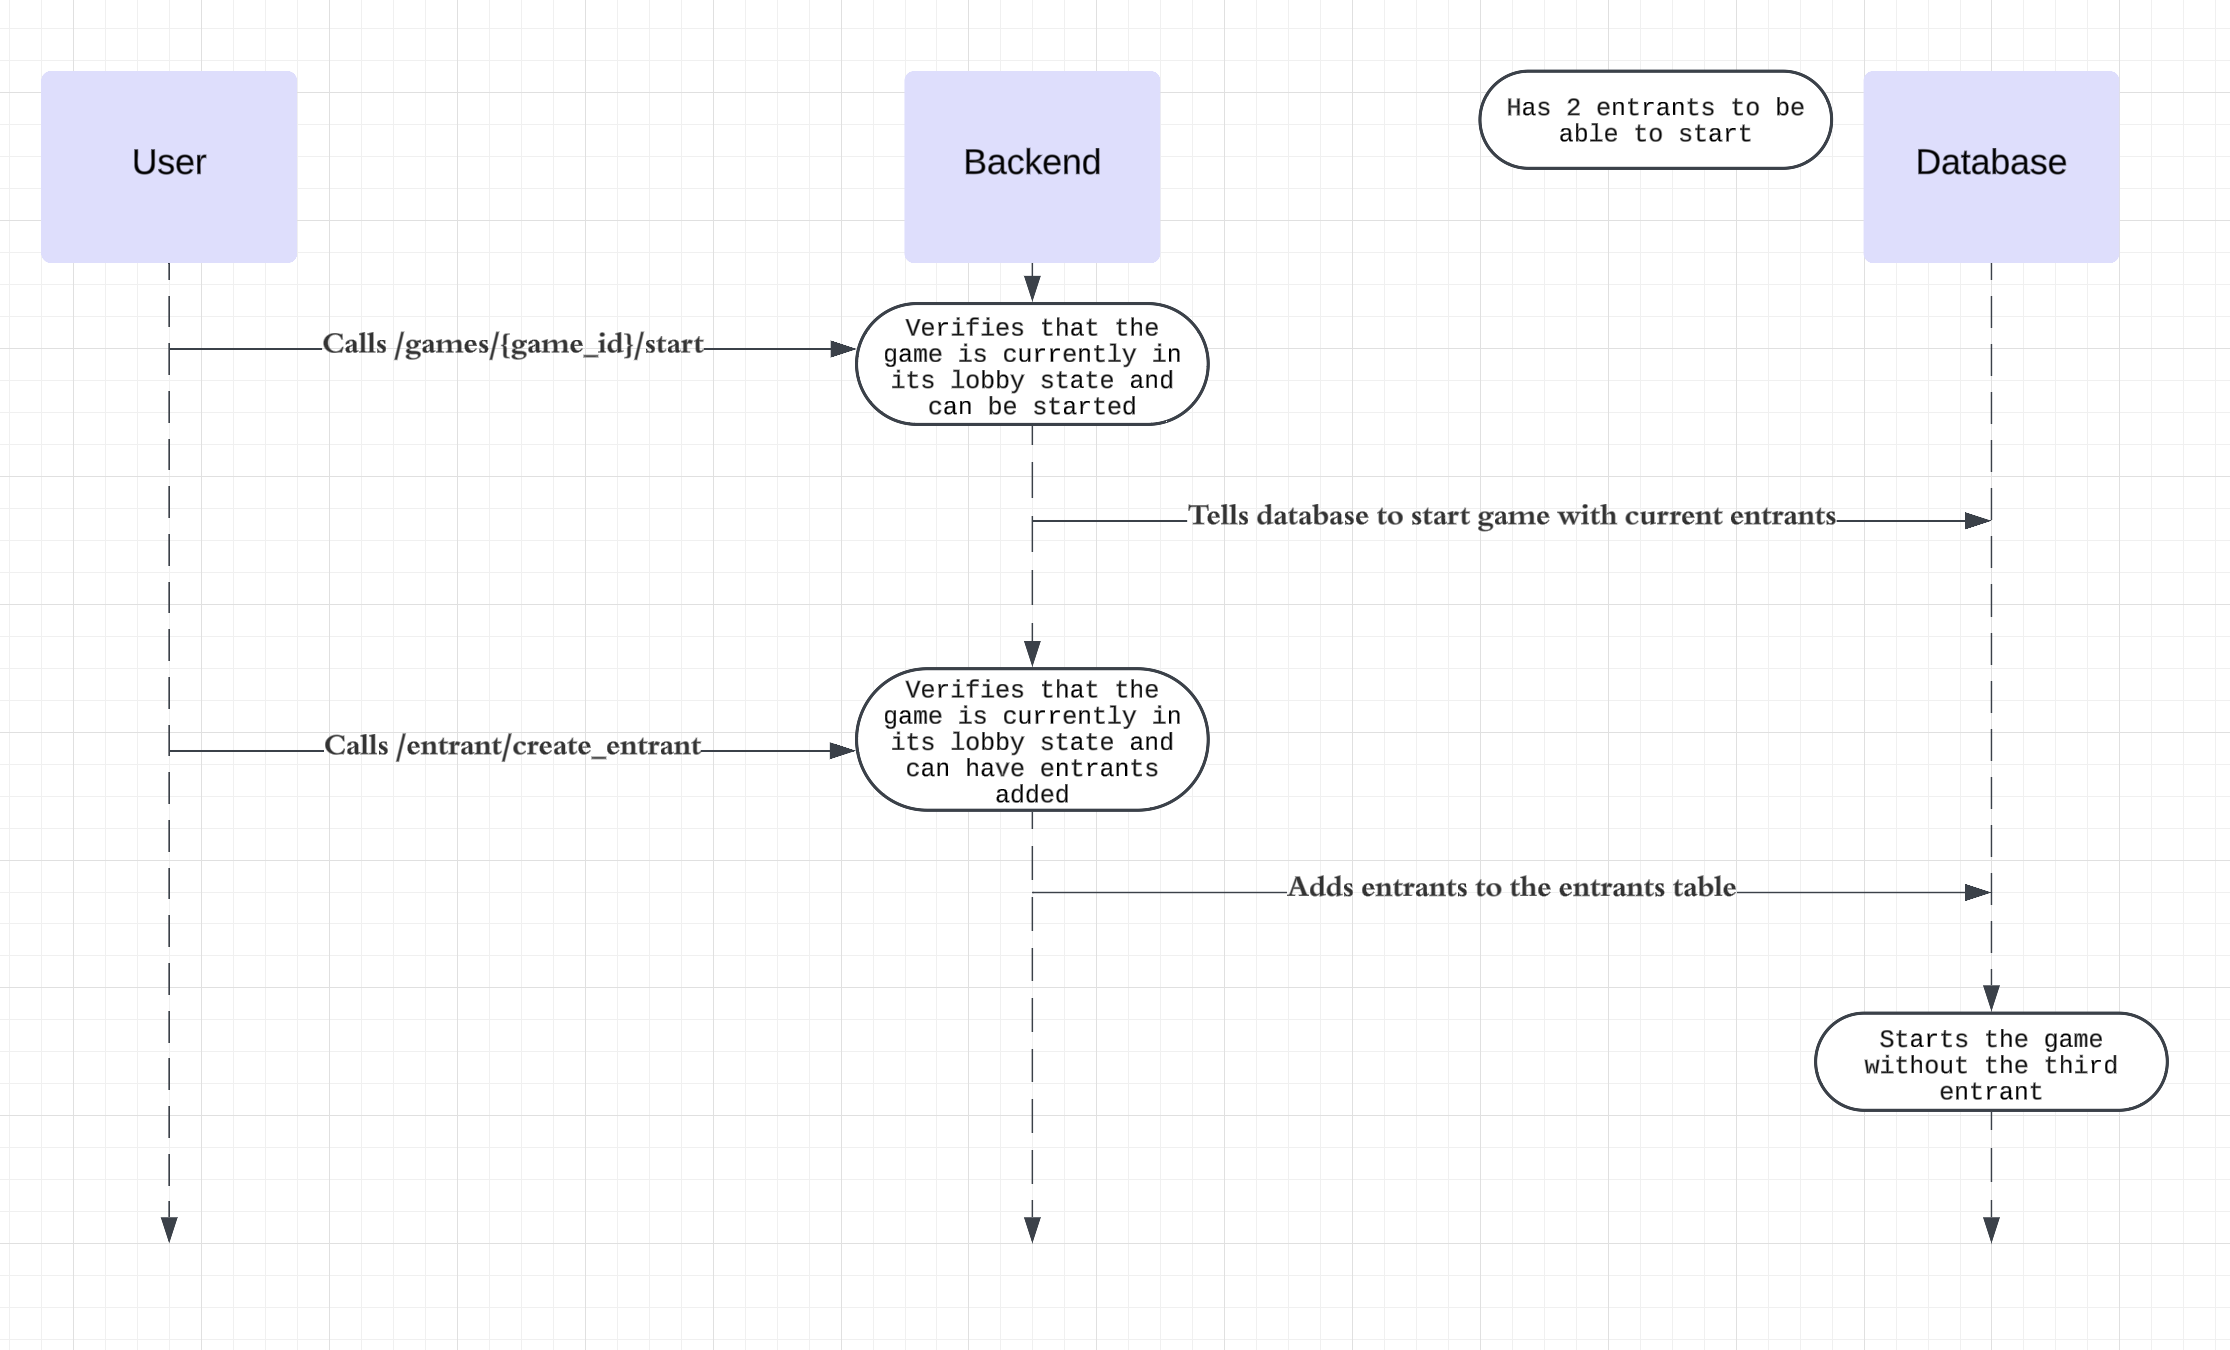 User
Backend
Has 2 entrants to be
able to start
Database
Calls /games/{game_id}/start
Verifies that the
game is currently in
its lobby state and
can be started
Tells database to start game with current entrants
Verifies that the
game is currently in
its lobby state and
can have entrants
added
Calls /entrant/create_entrant
Adds entrants to the entrants table
Starts the game
without the third
entrant